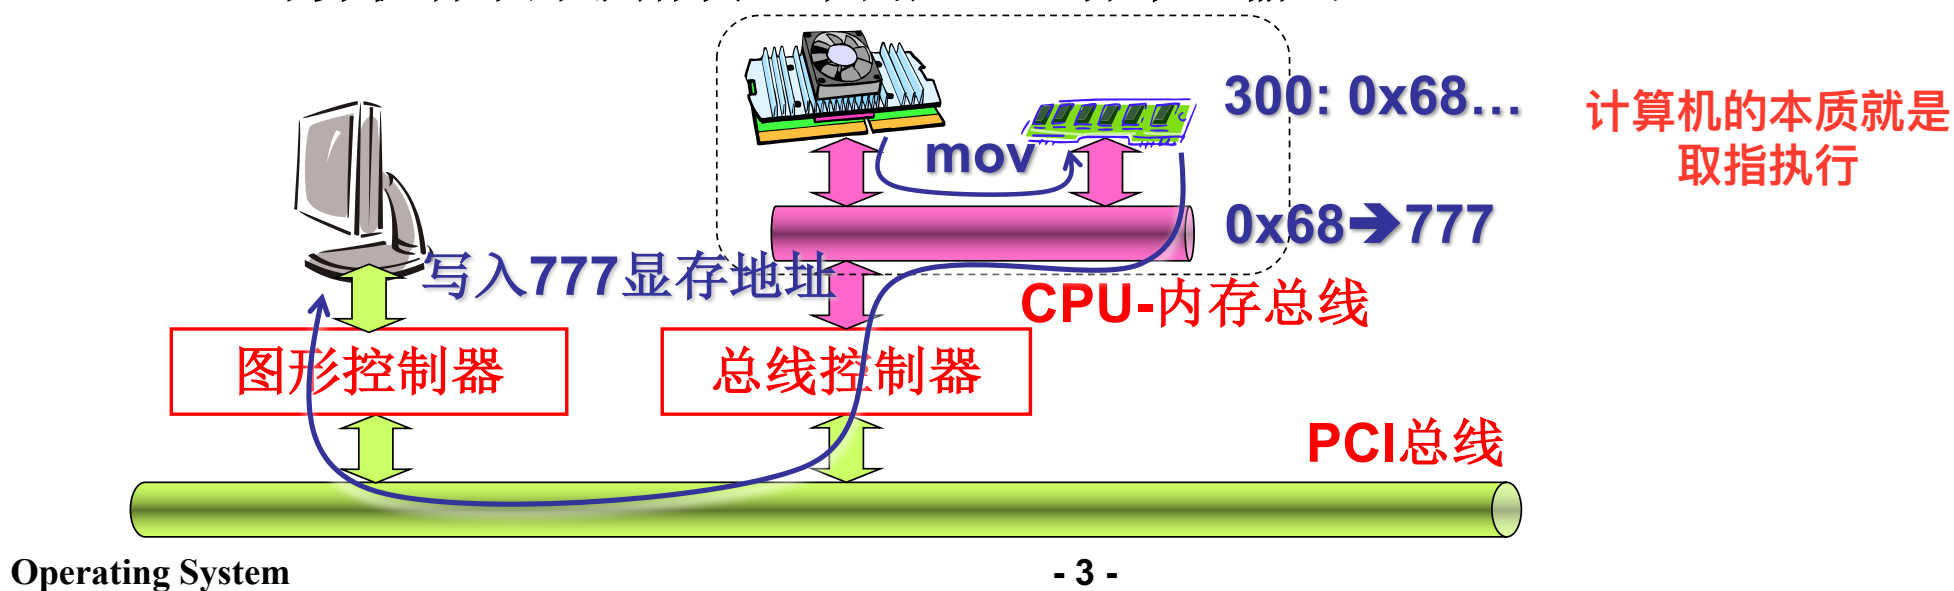 300: 0x68…
计算机的本质就是
取指执行
mov
0x68➔777
写入777显存地址
CPU-内存总线
图形控制器
总线控制器
PCI总线
Operating System
- 3 -